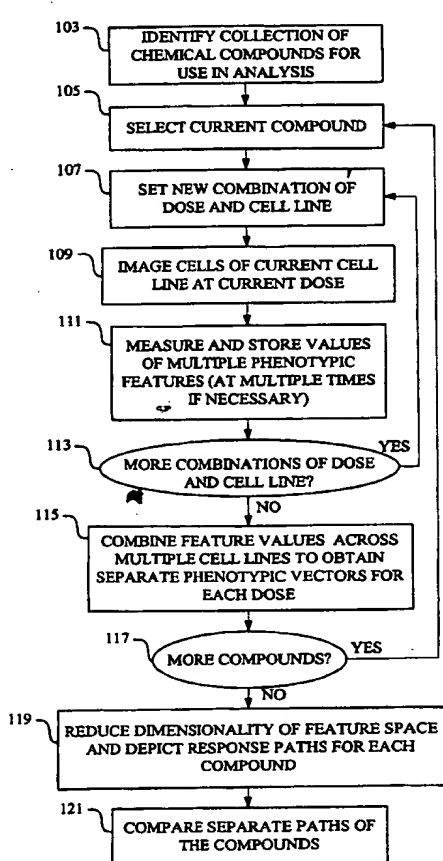 103
IDENTIFY COLLECTION OF
CHEMICAL COMPOUNDS FOR
USE IN ANALYSIS
105
SELECT CURRENT COMPOUND
107
SET NEW COMBINATION OF
DOSE AND CELL LINE
109
IMAGE CELLS OF CURRENT CELL
LINE AT CURRENT DOSE
111
MEASURE AND STORE VALUES
OF MULTIPLE PHENOTYPIC
FEATURES (AT MULTIPLE TIMES
IF NECESSARY)
113
YES
MORE COMBINATIONS OF DOSE
AND CELL LINE?
NO
115
COMBINE FEATURE VALUES ACROSS
MULTIPLE CELL LINES TO OBTAIN
SEPARATE PHENOTYPIC VECTORS FOR
EACH DOSE
117
YES
MORE COMPOUNDS?
NO
119
REDUCE DIMENSIONALITY OF FEATURE SPACE
AND DEPICT RESPONSE PATHS FOR EACH
COMPOUND
121
COMPARE SEPARATE PATHS OF
THE COMPOUNDS